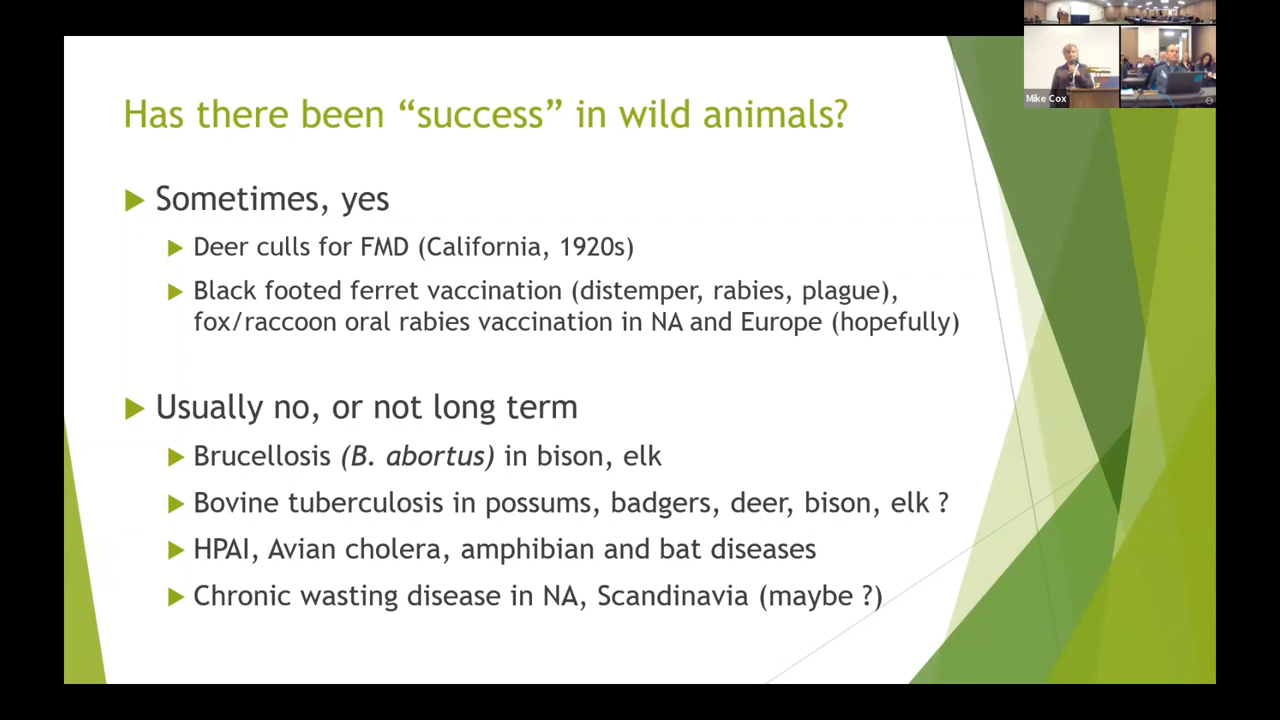 Mike Cox
Has there been “success” in wild animals?
Sometimes, yes
Deer culls for FMD (California, 1920s)
Black footed ferret vaccination (distemper, rabies, plague),
fox/raccoon oral rabies vaccination in NA and Europe (hopefully)
Usually no, or not long term
Brucellosis (B. abortus) in bison, elk
Bovine tuberculosis in possums, badgers, deer, bison, elk ?
HPAI, Avian cholera, amphibian and bat diseases
Chronic wasting disease in NA, Scandinavia (maybe ?)